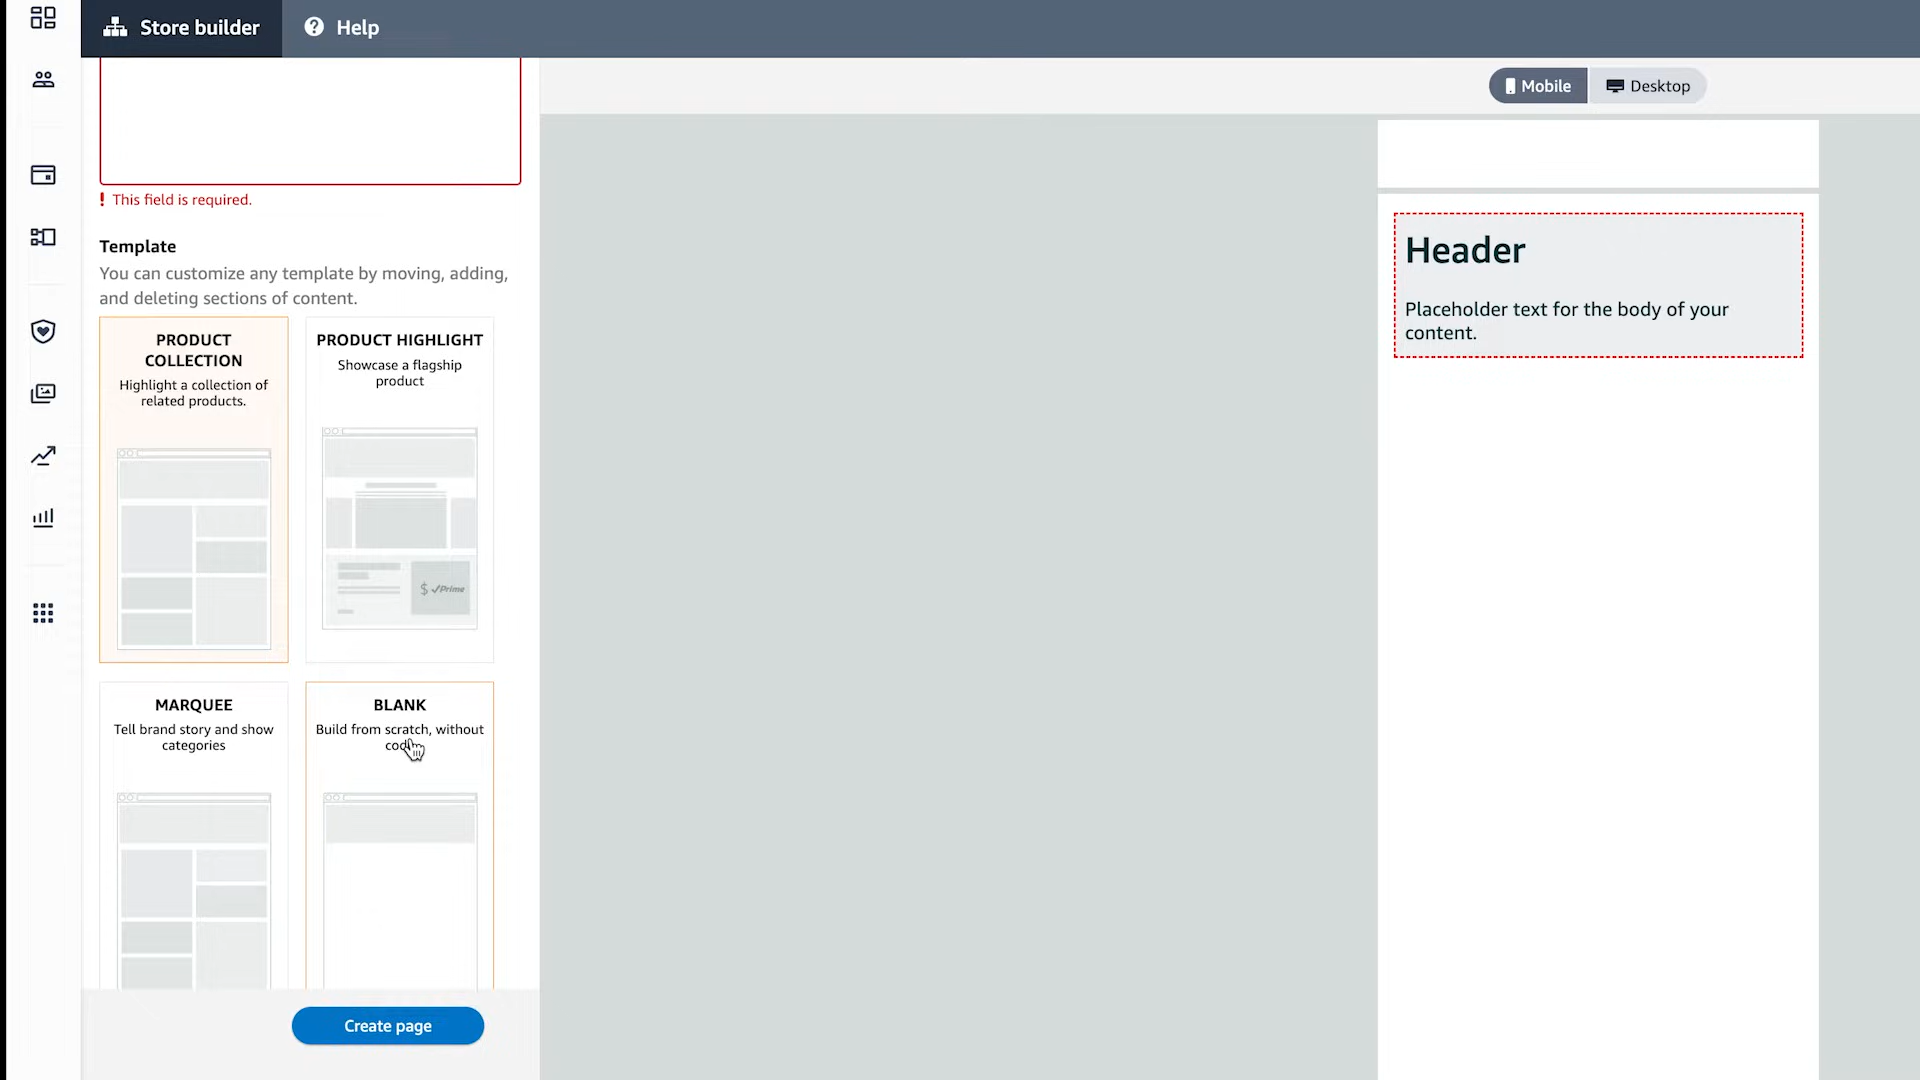 Store builder
Help
Mobile
Desktop
! This field is required.
Template
You can customize any template by moving, adding,
and deleting sections of content.
PRODUCT
COLLECTION
Highlight a collection of
related products.
PRODUCT HIGHLIGHT
Showcase a flagship
product
$ ✓Prime
MARQUEE
Tell brand story and show
categories
BLANK
Build from scratch, without
Create page
Header
Placeholder text for the body of your
content.